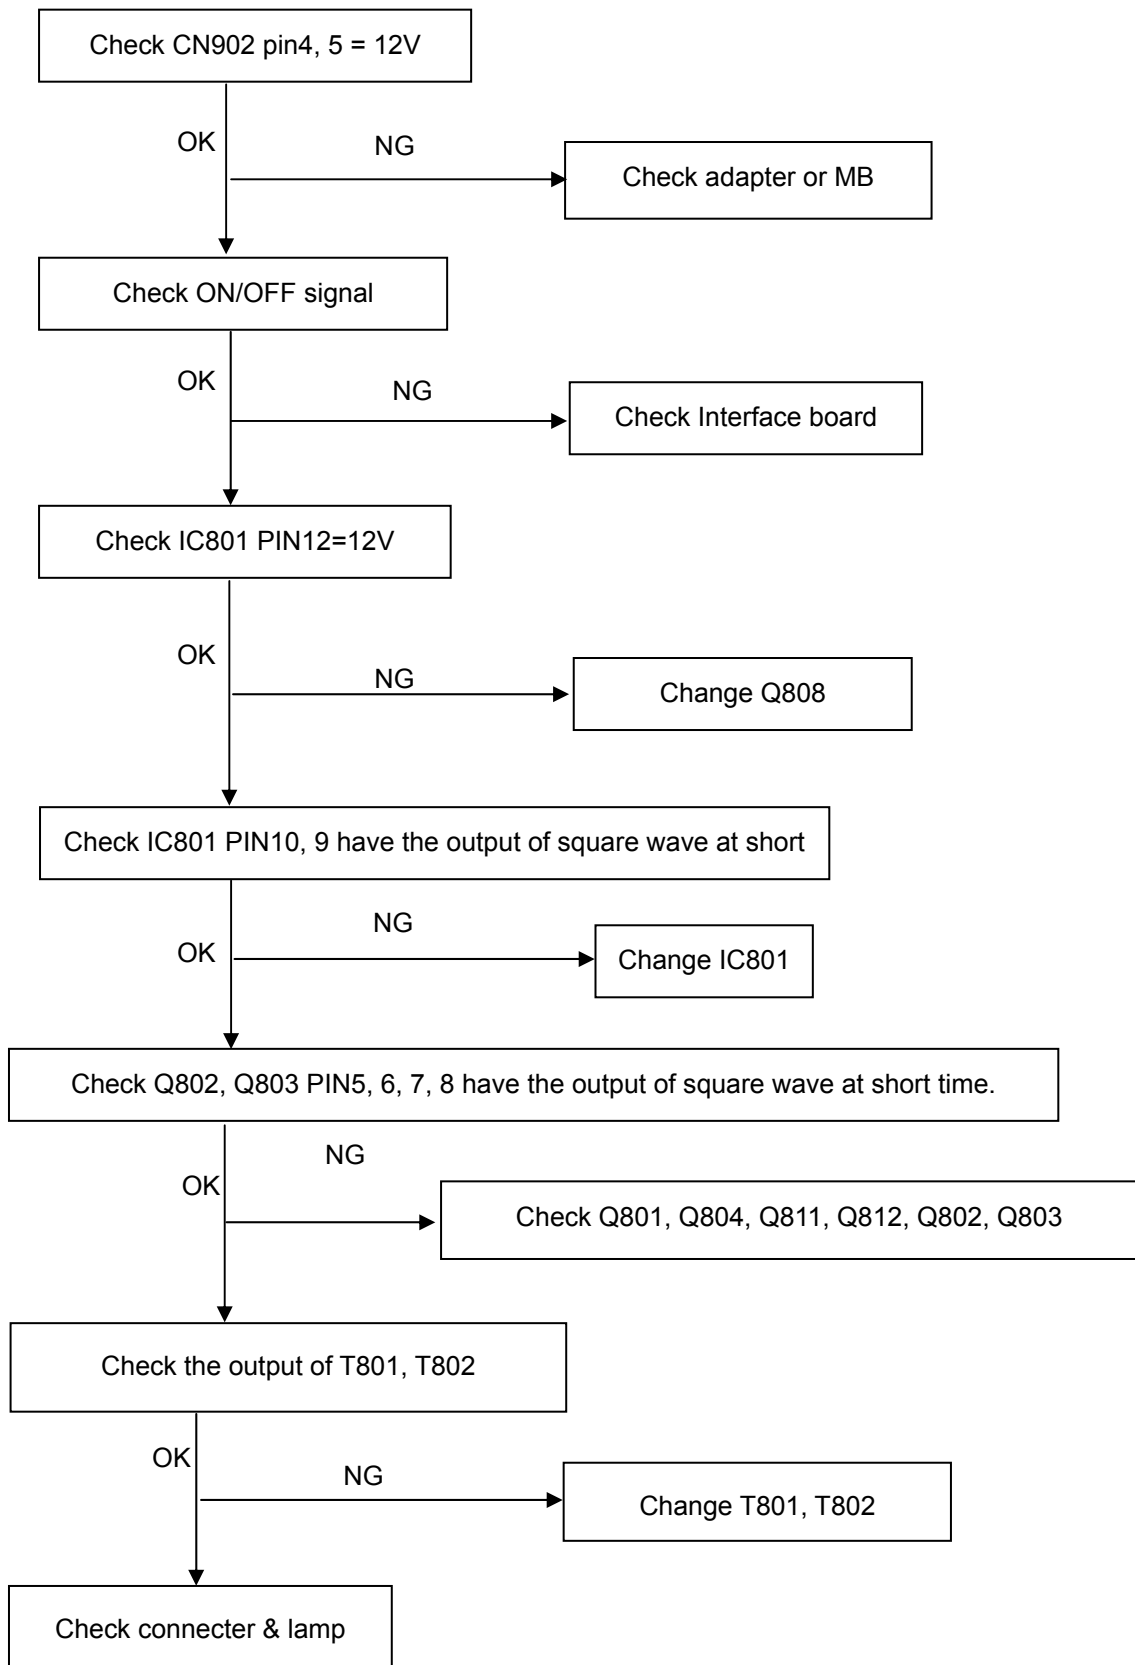 Check CN902 pin4, 5 = 12V
OK
NG
Check adapter or MB
Check ON/OFF signal
OK
NG
Check Interface board
Check IC801 PIN12=12V
OK
NG
Change Q808
Check IC801 PIN10, 9 have the output of square wave at short
NG
OK
Change IC801
Check Q802, Q803 PIN5, 6, 7, 8 have the output of square wave at short time.
NG
OK
Check Q801, Q804, Q811, Q812, Q802, Q803
Check the output of T801, T802
OK
NG
Change T801, T802
Check connecter & lamp